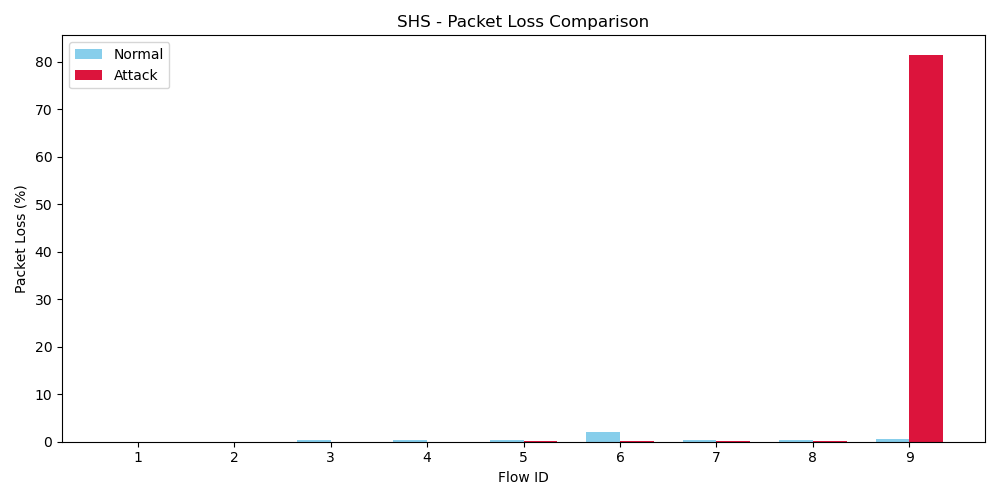 SHS - Packet Loss Comparison
Normal
Attack
Packet Loss (%)
80
70
60
50
40
30
20
10
0
1 2 3 4 5 6 7 8 9
Flow ID